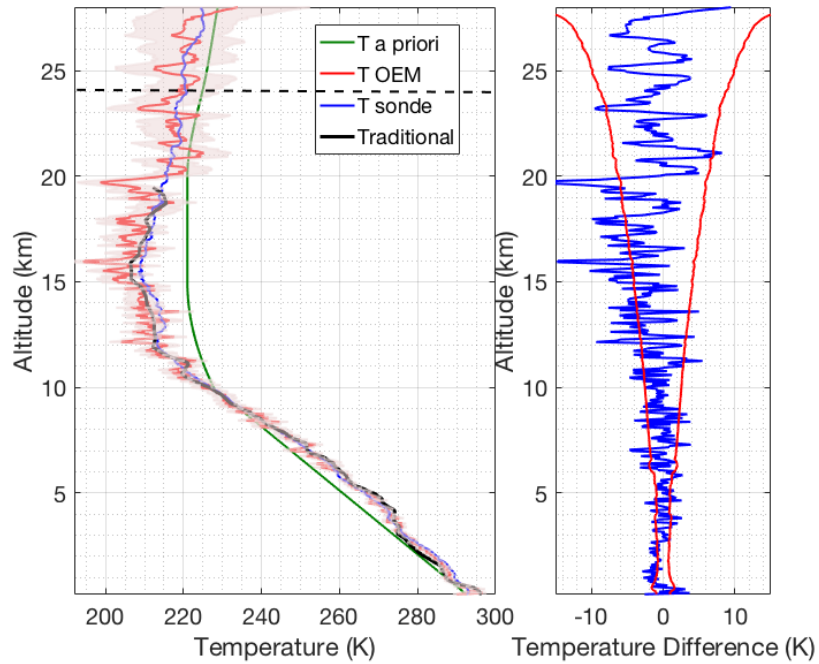 T a priori
T OEM
T sonde
Traditional
25
20
15
10
5
200
220
240
260
280
300
Altitude (km)
Temperature (K)
25
20
15
10
5
-10
0
10
Altitude (km)
Temperature Difference (K)